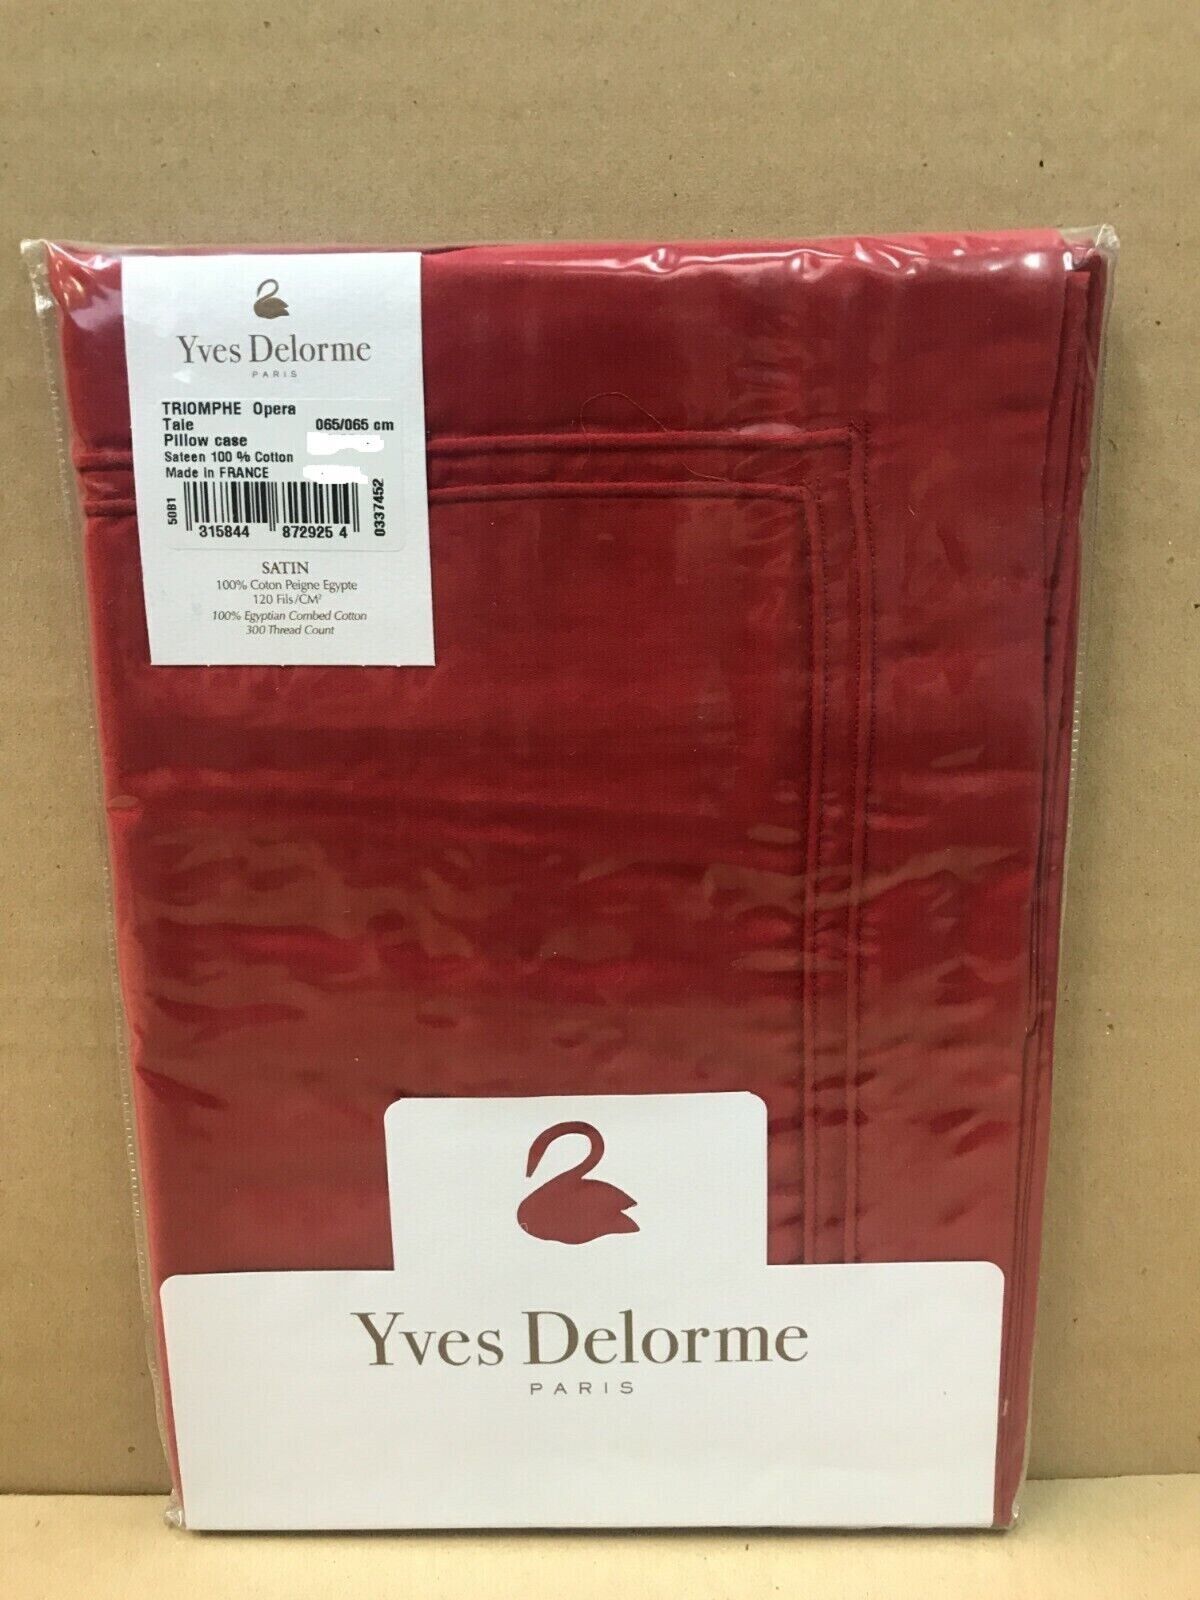 Yves Delorme
PARIS
TRIOMPHE Opera
Taie 065/065 cm
Pillow case
Sateen 100 % Cotton
Made in FRANCE
50B1
315844 872925 4
0337452
SATIN
100% Coton Peigne Egypte
120 Fils/CM²
100% Egyptian Combed Cotton
300 Thread Count
Yves Delorme
PARIS